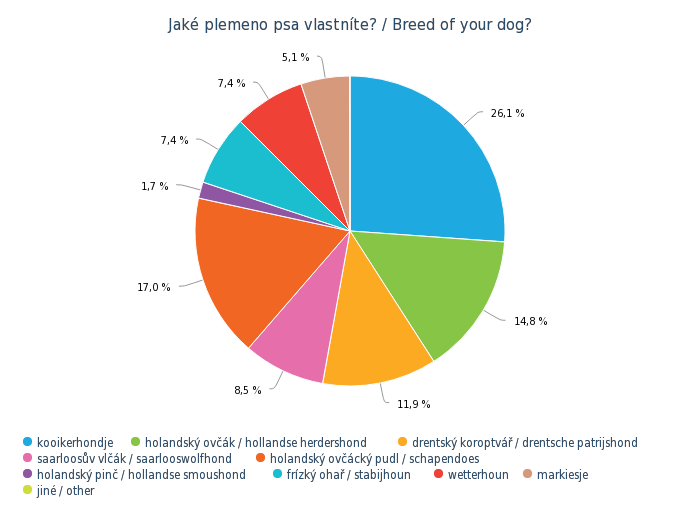 Jaké plemeno psa vlastníte? / Breed of your dog?
5,1 %
7,4 %
26,1 %
7,4 %
1,7 %
17,0 %
14,8 %
8,5 %
11,9 %
kooikerhondje holandský ovčák / hollandse herdershond drentský koroptvář / drentsche patrijshond
saarloosův vlčák / saarlooswolfhond holandský ovčácký pudl / schapendoes
holandský pinč / hollandse smoushond frízký ohař / stabijhoun wetterhoun markiesje
jiné / other